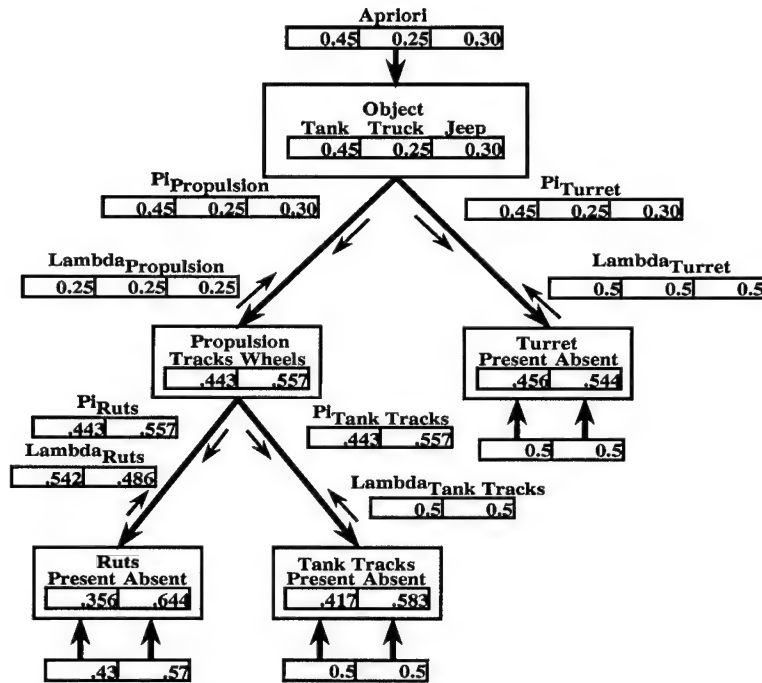 Apriori
0.45 0.25 0.30
Object
Tank Truck Jeep
0.45 0.25 0.30
PiPropulsion
0.45 0.25 0.30
PiTurret
0.45 0.25 0.30
LambdaPropulsion
0.25 0.25 0.25
LambdaTurret
0.5 0.5 0.5
Propulsion
Tracks Wheels
.443 .557
Turret
Present Absent
.456 .544
PiRuts
.443 .557
PiTank Tracks
.443 .557
0.5 0.5
LambdaRuts
.542 .486
LambdaTank Tracks
0.5 0.5
Ruts
Present Absent
.356 .644
Tank Tracks
Present Absent
.417 .583
.43 .57
0.5 0.5